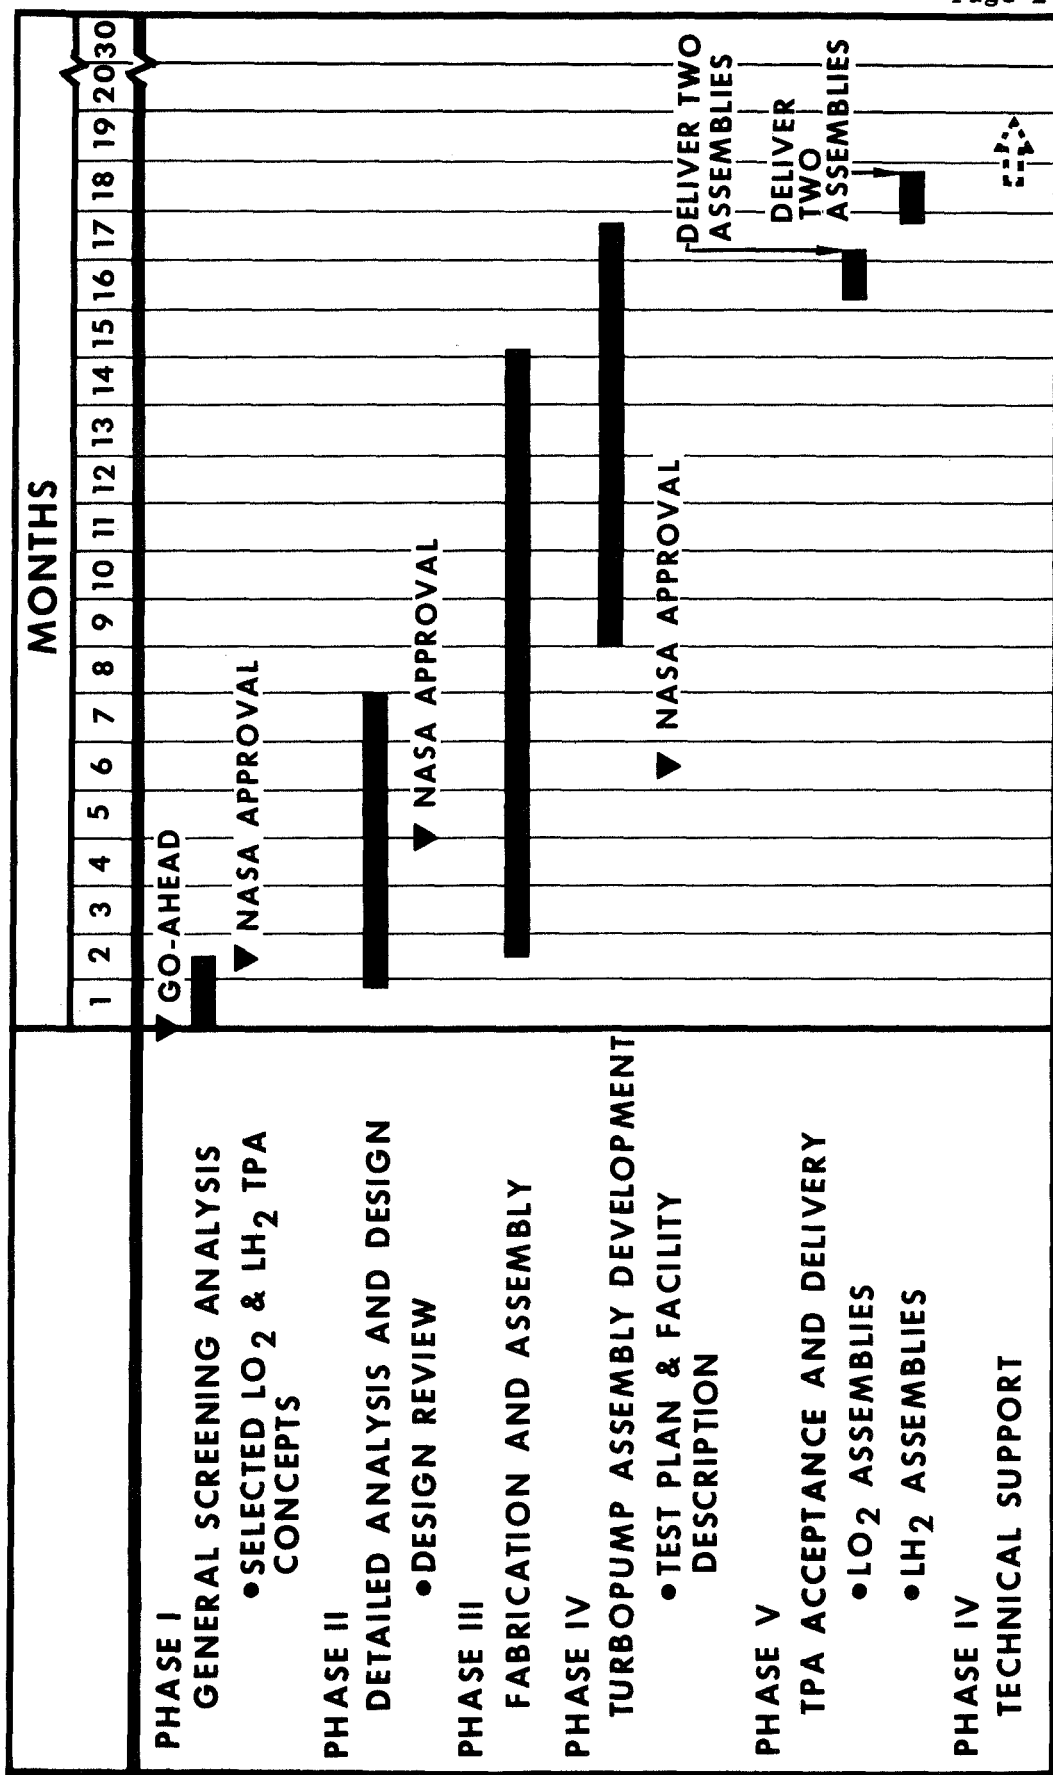 Page 2
MONTHS
1 2 3 4 5 6 7 8 9 10 11 12 13 14 15 16 17 18 19 20 30
PHASE I
GENERAL SCREENING ANALYSIS
GO-AHEAD
•SELECTED LO2 & LH2 TPA
CONCEPTS
NASA APPROVAL
PHASE II
DETAILED ANALYSIS AND DESIGN
•DESIGN REVIEW
NASA APPROVAL
PHASE III
FABRICATION AND ASSEMBLY
PHASE IV
TURBOPUMP ASSEMBLY DEVELOPMENT
•TEST PLAN & FACILITY
DESCRIPTION
NASA APPROVAL
DELIVER TWO
ASSEMBLIES
PHASE V
TPA ACCEPTANCE AND DELIVERY
DELIVER
TWO
ASSEMBLIES
•LO2 ASSEMBLIES
•LH2 ASSEMBLIES
PHASE IV
TECHNICAL SUPPORT